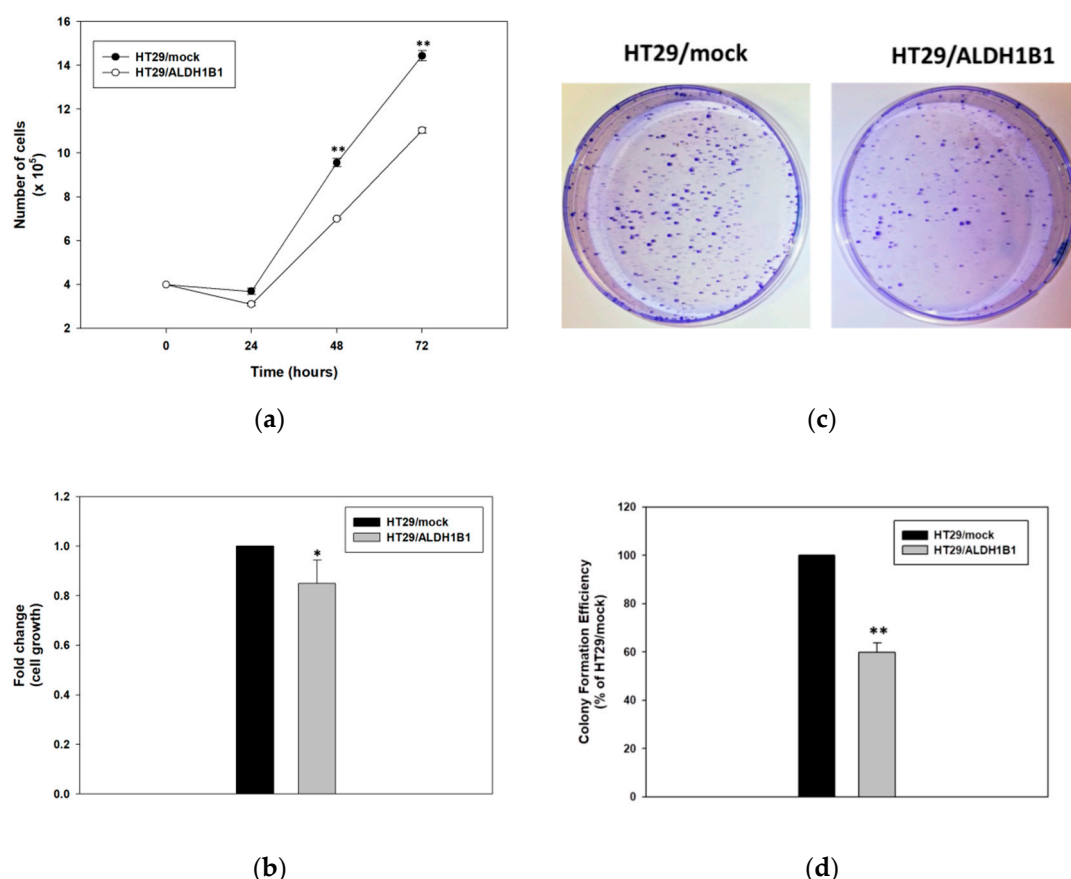 16
14
12
10
8
6
4
2
Number of cells
(x 10⁵)
HT29/mock
HT29/ALDH1B1
**
**
0 24 48 72
Time (hours)
(a)
HT29/mock HT29/ALDH1B1
(c)
1.2
1.0
0.8
0.6
0.4
0.2
0.0
Fold change
(cell growth)
HT29/mock
HT29/ALDH1B1
*
(b)
120
100
80
60
40
20
0
Colony Formation Efficiency
(% of HT29/mock)
HT29/mock
HT29/ALDH1B1
**
(d)